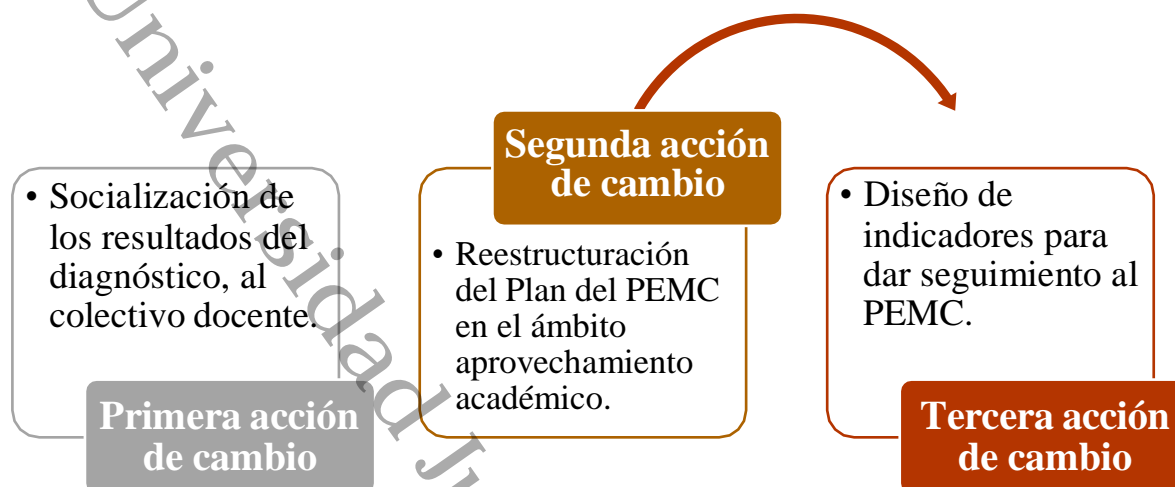 • Socialización de
los resultados del
diagnóstico, al
colectivo docente.
Primera acción
de cambio
Segunda acción
de cambio
• Reestructuración
del Plan del PEMC
en el ámbito
aprovechamiento
académico.
• Diseño de
indicadores para
dar seguimiento al
PEMC.
Tercera acción
de cambio
Universidad